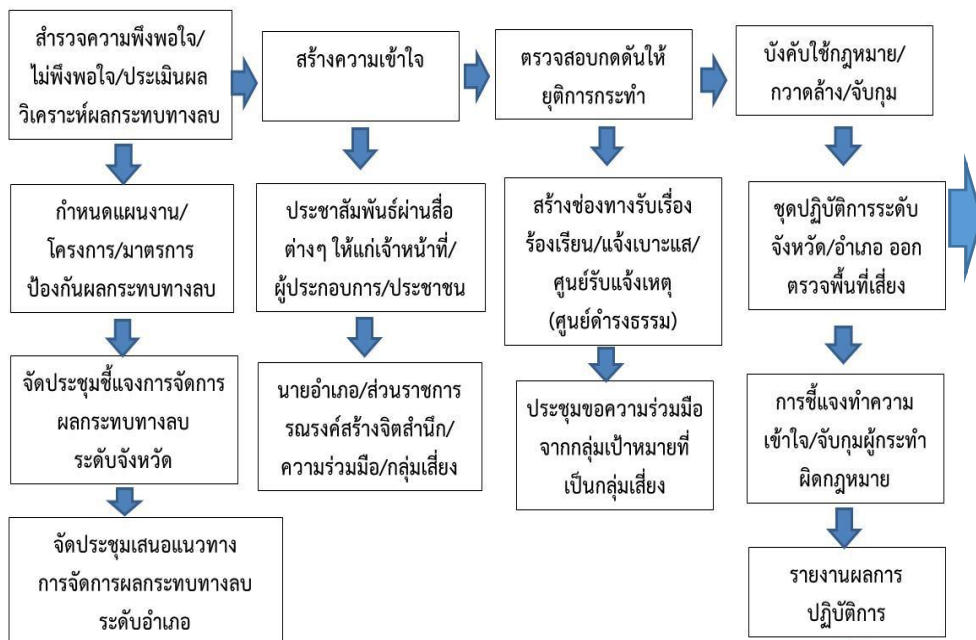 สำรวจความพึงพอใจ/
ไม่พึงพอใจ/ประเมินผล
วิเคราะห์ผลกระทบทางลบ
สร้างความเข้าใจ
ตรวจสอบกดดันให้
ยุติการกระทำ
บังคับใช้กฎหมาย/
กวาดล้าง/จับกุม
กำหนดแผนงาน/
โครงการ/มาตรการ
ป้องกันผลกระทบทางลบ
ประชาสัมพันธ์ผ่านสื่อ
ต่างๆ ให้แก่เจ้าหน้าที่/
ผู้ประกอบการ/ประชาชน
สร้างช่องทางรับเรื่อง
ร้องเรียน/แจ้งเบาะแส/
ศูนย์รับแจ้งเหตุ
(ศูนย์ดำรงธรรม)
ชุดปฏิบัติการระดับ
จังหวัด/อำเภอ ออก
ตรวจพื้นที่เสี่ยง
จัดประชุมชี้แจงการจัดการ
ผลกระทบทางลบ
ระดับจังหวัด
นายอำเภอ/ส่วนราชการ
รณรงค์สร้างจิตสำนึก/
ความร่วมมือ/กลุ่มเสี่ยง
ประชุมขอความร่วมมือ
จากกลุ่มเป้าหมายที่
เป็นกลุ่มเสี่ยง
การชี้แจงทำความ
เข้าใจ/จับกุมผู้กระทำ
ผิดกฎหมาย
จัดประชุมเสนอแนวทาง
การจัดการผลกระทบทางลบ
ระดับอำเภอ
รายงานผลการ
ปฏิบัติการ